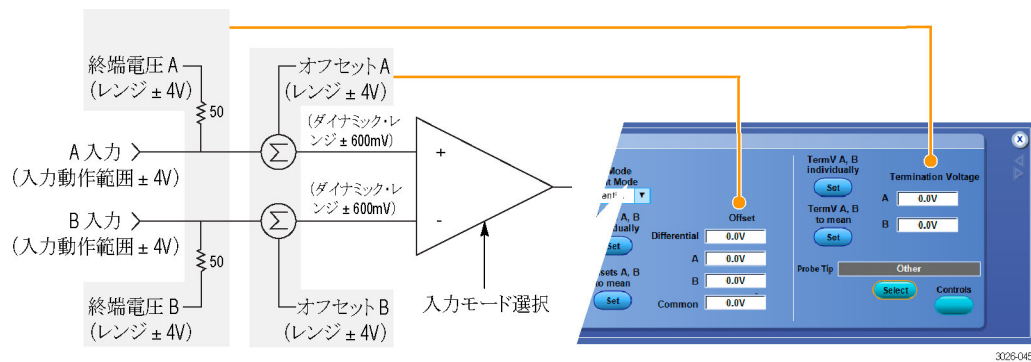 終端電圧 A
(レンジ ± 4V)
50
オフセット A
(レンジ ± 4V)
(ダイナミック・レ
ンジ ± 600mV)
A 入力
(入力動作範囲 ± 4V)
Σ
+
(ダイナミック・レ
ンジ ± 600mV)
B 入力
(入力動作範囲 ± 4V)
Σ
-
50
終端電圧 B
(レンジ ± 4V)
オフセット B
(レンジ ± 4V)
入力モード選択
Mode
t Mode
A, B
Set
sets A, B
to mean
Set
Offset
Differential 0.0V
A 0.0V
B 0.0V
Common 0.0V
TermV A, B
individually
Set
TermV A, B
to mean
Set
Termination Voltage
A 0.0V
B 0.0V
Probe Tip Other
Select
Controls
X
3026-045